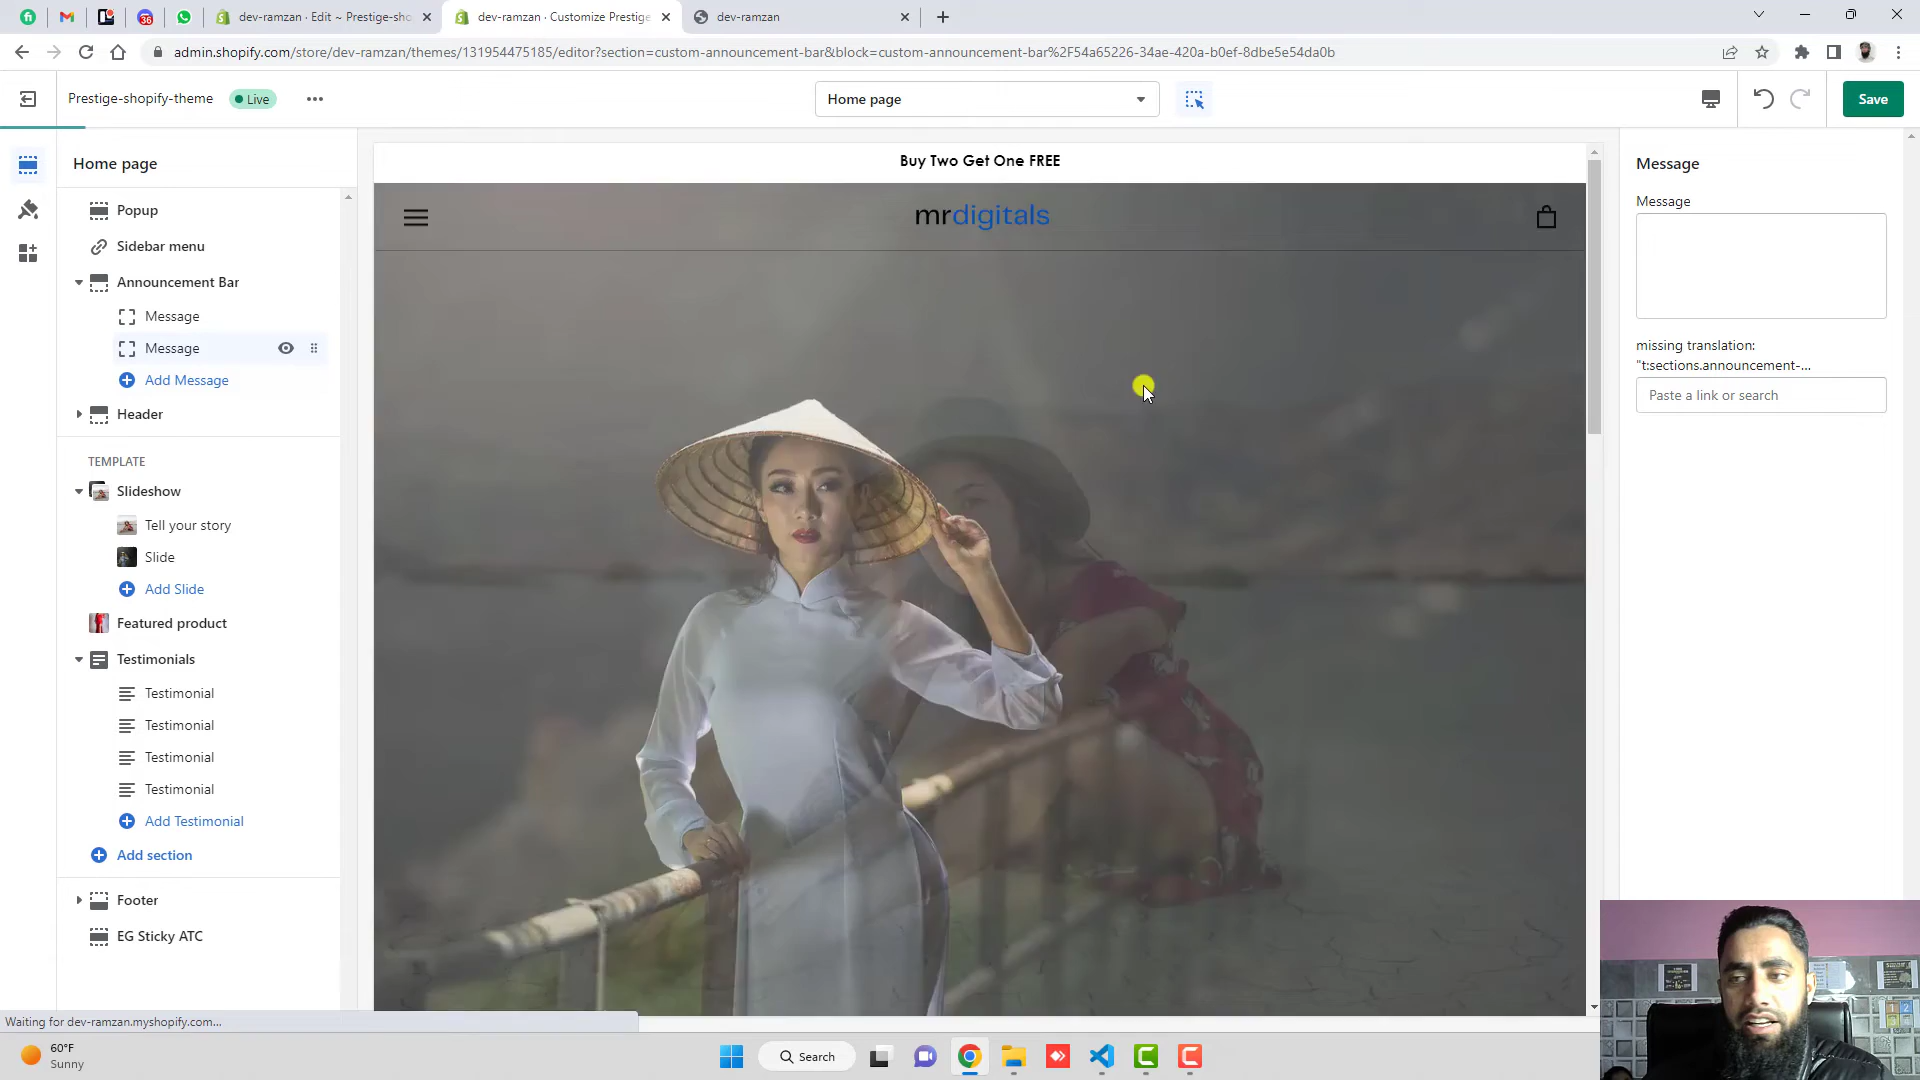 36
dev-ramzan · Edit ~ Prestige-sho
dev-ramzan · Customize Prestige
dev-ramzan
admin.shopify.com/store/dev-ramzan/themes/131954475185/editor?section=custom-announcement-bar&block=custom-announcement-bar%2F54a65226-34ae-420a-b0ef-8dbe5e54da0b
Prestige-shopify-theme
Live
Home page
Save
Home page
Popup
Sidebar menu
Announcement Bar
Message
Message
Add Message
Header
TEMPLATE
Slideshow
Tell your story
Slide
Add Slide
Featured product
Testimonials
Testimonial
Testimonial
Testimonial
Testimonial
Add Testimonial
Add section
Footer
EG Sticky ATC
Buy Two Get One FREE
mrdigitals
Message
Message
missing translation:
"t:sections.announcement-...
Paste a link or search
Waiting for dev-ramzan.myshopify.com...
60°F
Sunny
Search